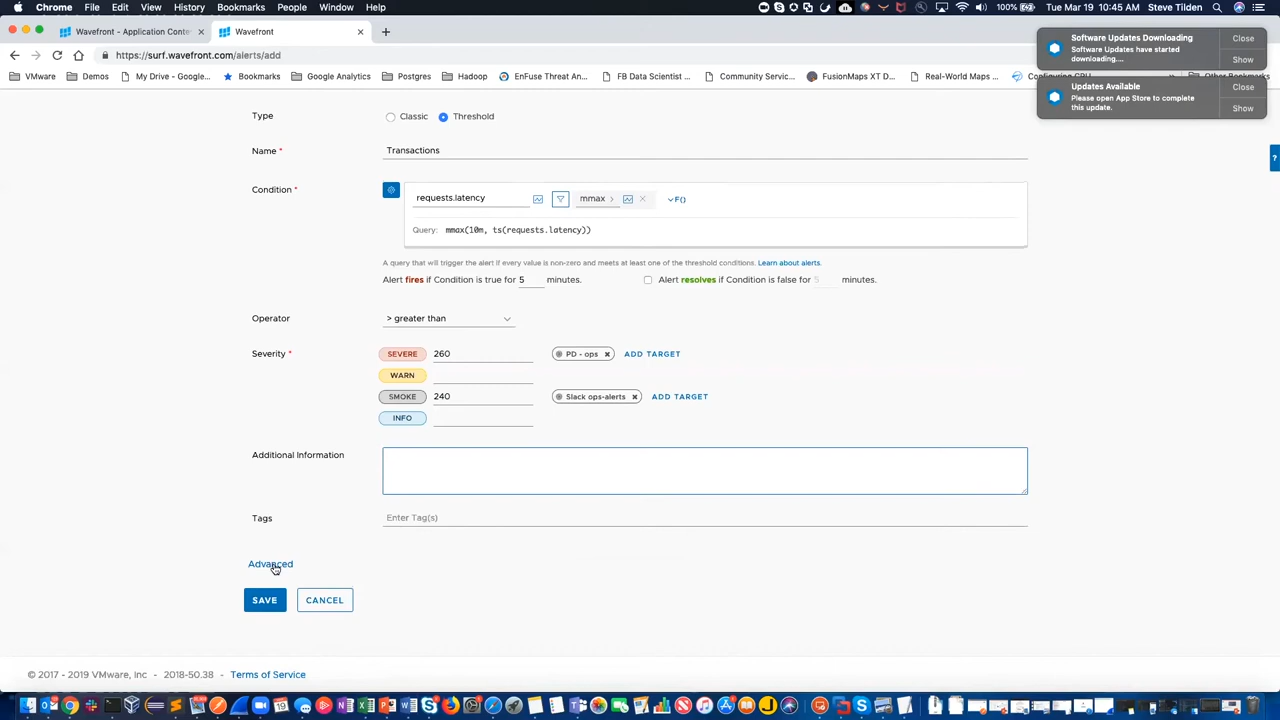 Chrome File Edit View History Bookmarks People Window Help
100% Tue Mar 19 10:45 AM Steve Tilden
Wavefront - Application Conte
Wavefront
https://surf.wavefront.com/alerts/add
VMware Demos My Drive - Google... Bookmarks Google Analytics Postgres Hadoop EnFuse Threat An... FB Data Scientist ... Community Servic... FusionMaps XT D... Real-World Maps ... Configuring GPU Other Bookmarks
Software Updates Downloading
Software Updates have started
downloading....
Close
Show
Updates Available
Please open App Store to complete
this update.
Close
Show
?
Type Classic Threshold
Name * Transactions
Condition * requests.latency mmax > F()
Query: mmax(10m, ts(requests.latency))
A query that will trigger the alert if every value is non-zero and meets at least one of the threshold conditions. Learn about alerts.
Alert fires if Condition is true for 5 minutes. Alert resolves if Condition is false for 5 minutes.
Operator > greater than
Severity * SEVERE 260 PD - ops × ADD TARGET
WARN
SMOKE 240 Slack ops-alerts × ADD TARGET
INFO
Additional Information
Tags Enter Tag(s)
Advanced
SAVE CANCEL
© 2017 - 2019 VMware, Inc - 2018-50.38 - Terms of Service